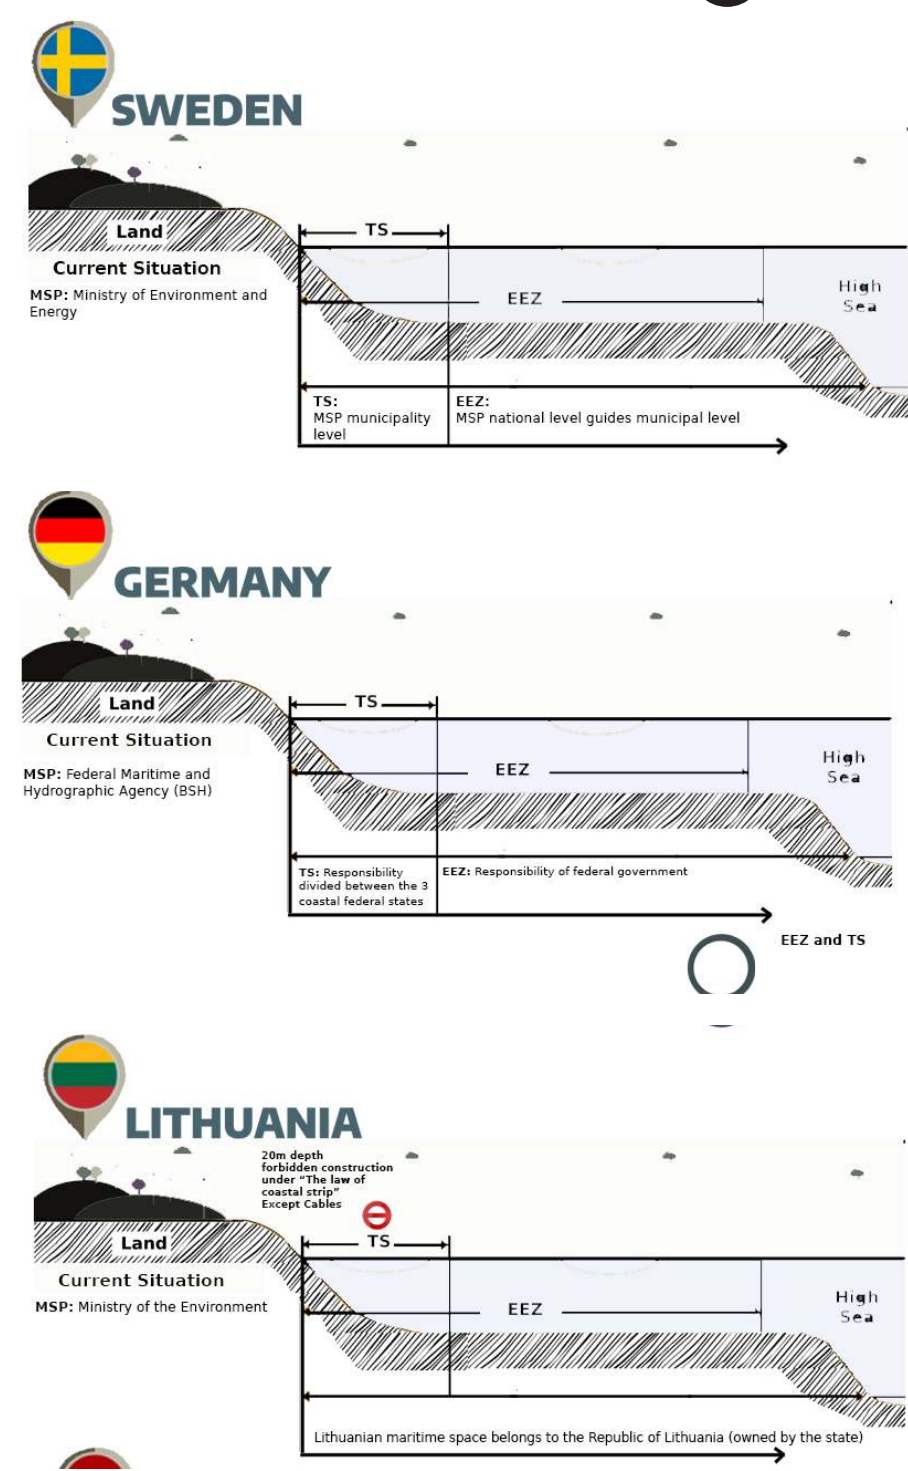 SWEDEN
TS
Land
Current Situation
MSP: Ministry of Environment and
Energy
EEZ
High
Sea
TS:
MSP municipality
level
EEZ:
MSP national level guides municipal level
GERMANY
TS
Land
Current Situation
MSP: Federal Maritime and
Hydrographic Agency (BSH)
EEZ
High
Sea
TS: Responsibility
divided between the 3
coastal federal states
EEZ: Responsibility of federal government
EEZ and TS
LITHUANIA
20m depth
forbidden construction
under "The law of
coastal strip"
Except Cables
TS
Land
Current Situation
MSP: Ministry of the Environment
EEZ
High
Sea
Lithuanian maritime space belongs to the Republic of Lithuania (owned by the state)